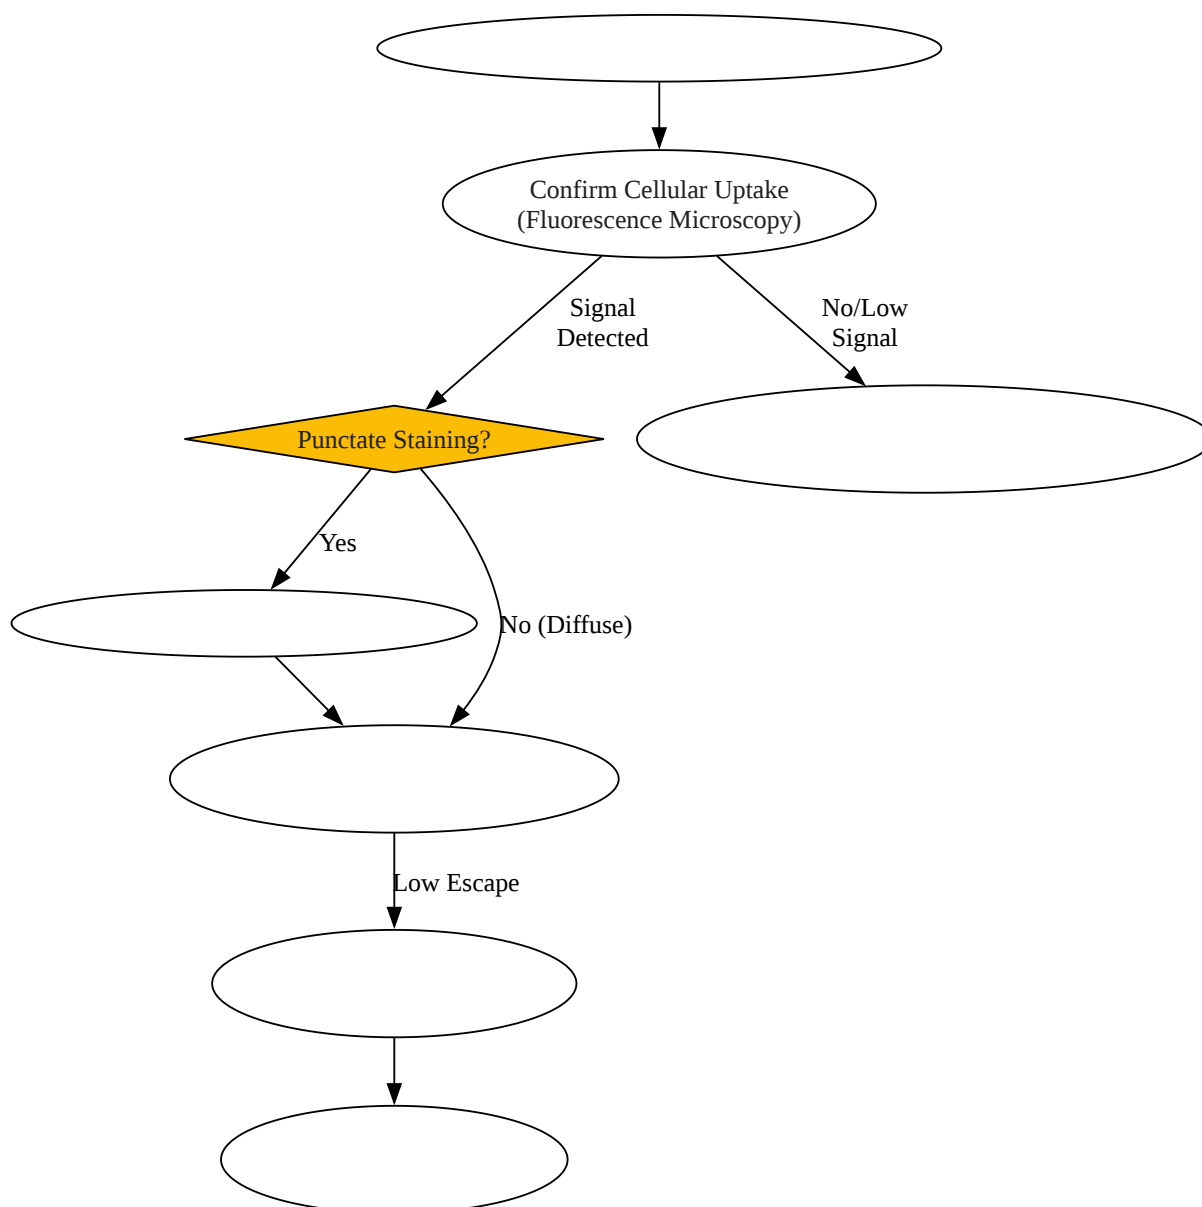 Confirm Cellular Uptake
(Fluorescence Microscopy)
Signal
Detected
No/Low
Signal
Punctate Staining?
Yes
No (Diffuse)
Low Escape